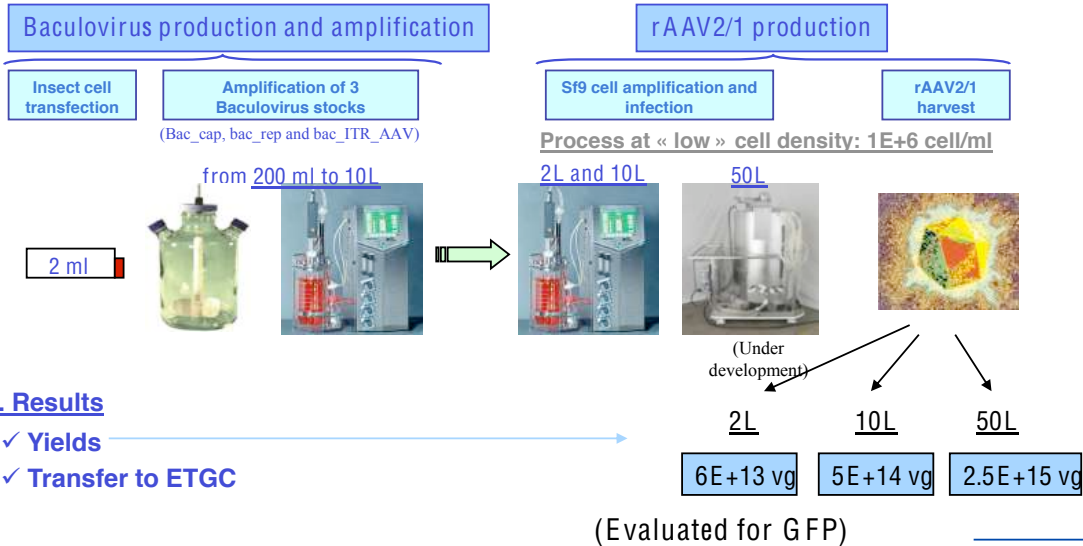 Baculovirus production and amplification
rAAV2/1 production
Insect cell
transfection
Amplification of 3
Baculovirus stocks
(Bac_cap, bac_rep and bac_ITR_AAV)
Sf9 cell amplification and
infection
rAAV2/1
harvest
Process at « low » cell density: 1E+6 cell/ml
from 200 ml to 10L
2L and 10L
50L
2 ml
(Under
development)
. Results
✓ Yields
✓ Transfer to ETGC
2L
10L
50L
6E+13 vg
5E+14 vg
2.5E+15 vg
(Evaluated for GFP)